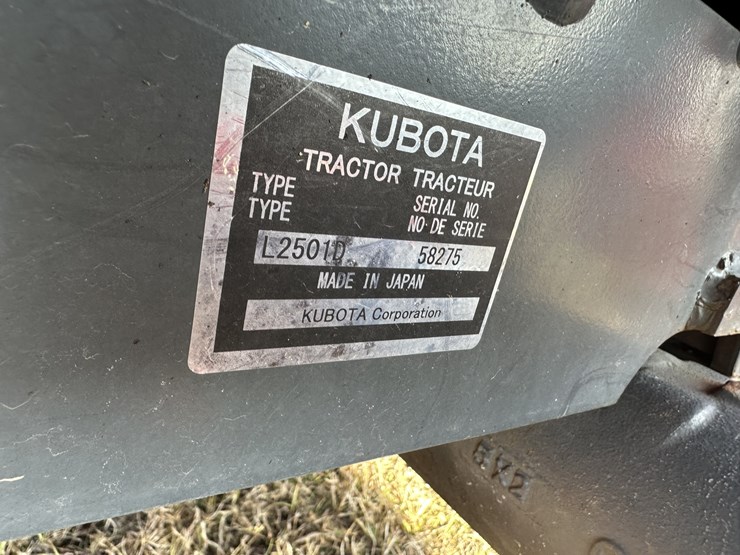 KUBOTA
TRACTOR TRACTEUR
TYPE SERIAL NO.
TYPE NO·DE SERIE
L2501D 58275
MADE IN JAPAN
KUBOTA Corporation